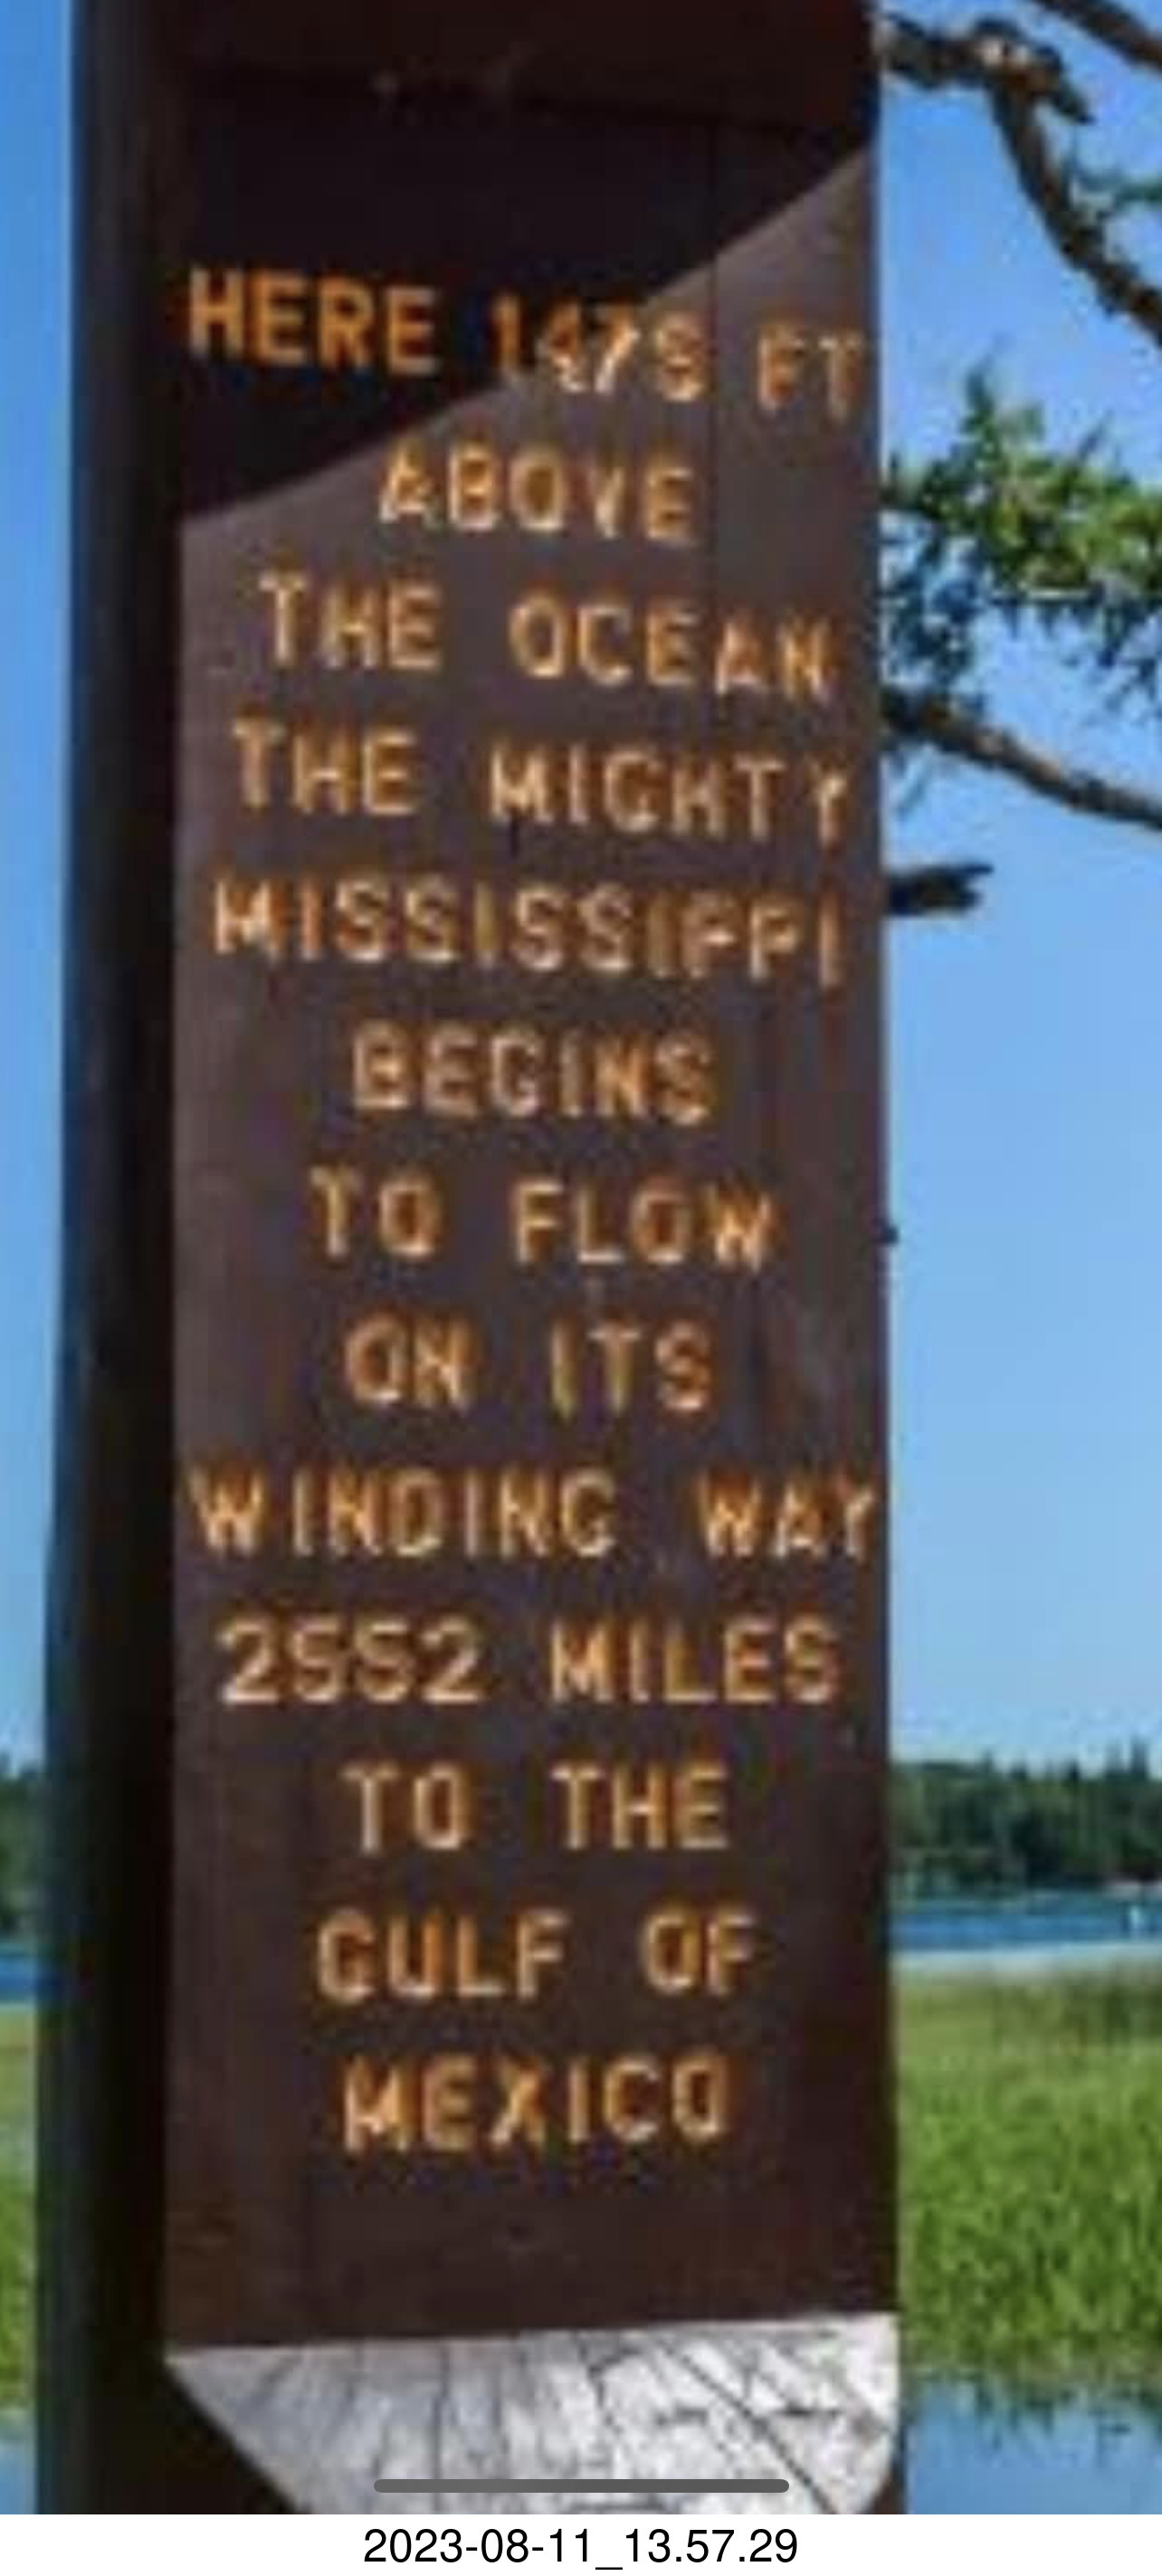 HERE 1475 FT
ABOVE
THE OCEAN
THE MIGHTY
MISSISSIPPI
BEGINS
TO FLOW
ON ITS
WINDING WAY
2552 MILES
TO THE
GULF OF
MEXICO
2023-08-11_13.57.29